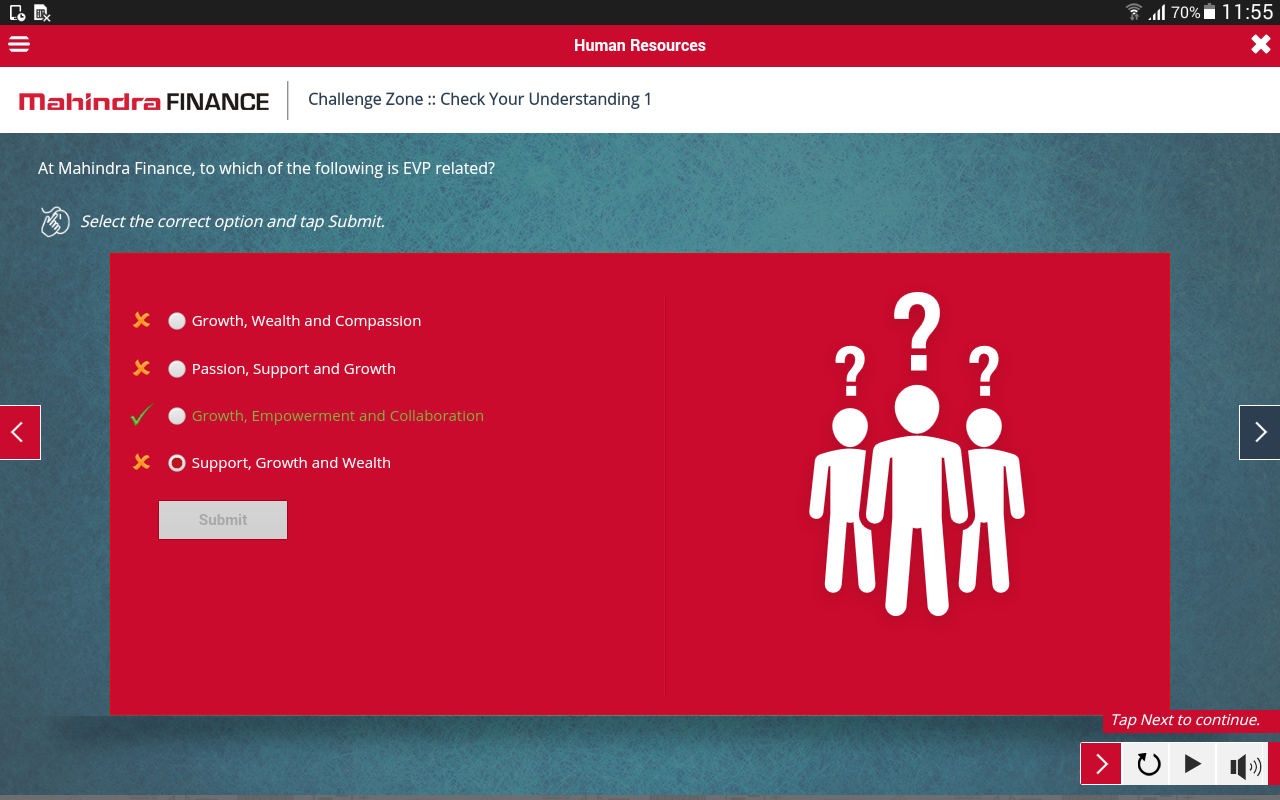 70% 11:55
Human Resources
mahindra FINANCE
Challenge Zone :: Check Your Understanding 1
At Mahindra Finance, to which of the following is EVP related?
Select the correct option and tap Submit.
Growth, Wealth and Compassion
Passion, Support and Growth
Growth, Empowerment and Collaboration
Support, Growth and Wealth
Submit
? ? ?
Tap Next to continue.